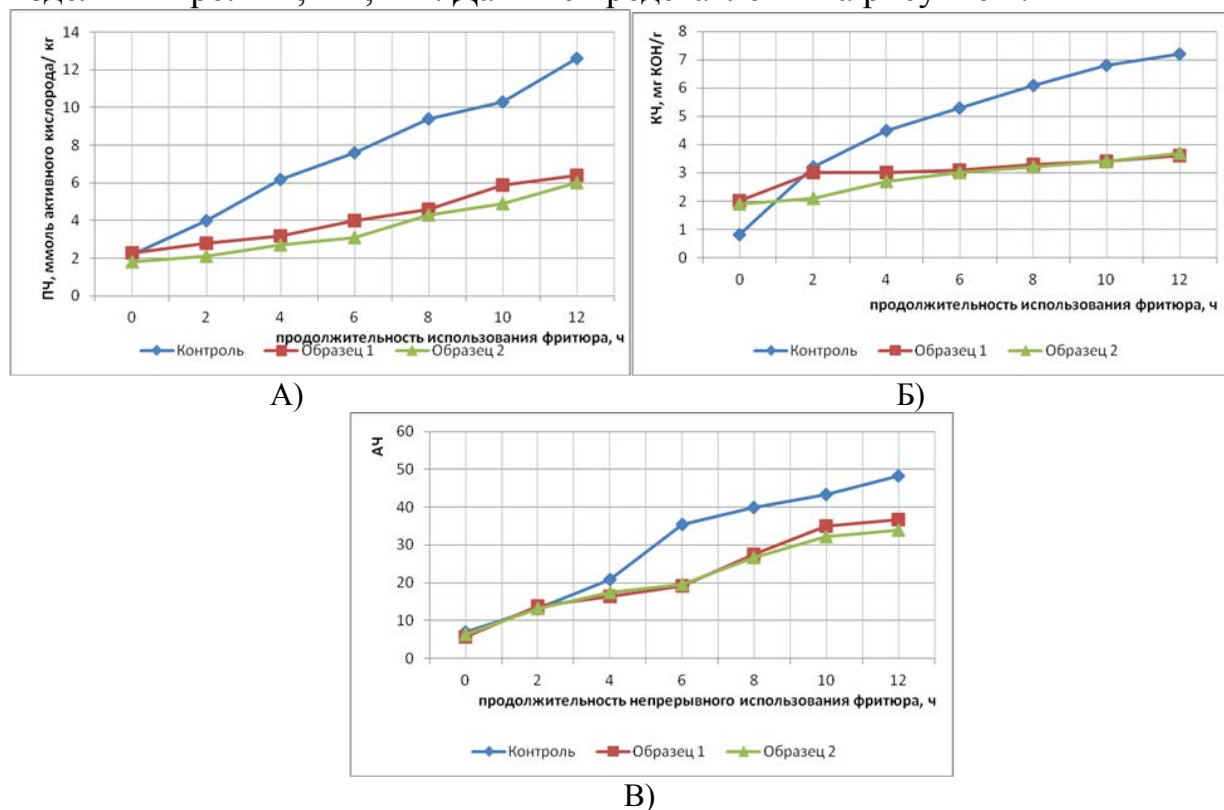 14
12
10
8
6
4
2
0
ПЧ, ммоль активного кислорода/ кг
0 2 4 6 8 10 12
продолжительность использования фритюра, ч
Контроль Образец 1 Образец 2
А)
8
7
6
5
4
3
2
1
0
КЧ, мг КОН/г
0 2 4 6 8 10 12
продолжительность использования фритюра, ч
Контроль Образец 1 Образец 2
Б)
60
50
40
30
20
10
0
АЧ
0 2 4 6 8 10 12
продолжительность непрерывного использования фритюра, ч
Контроль Образец 1 Образец 2
В)